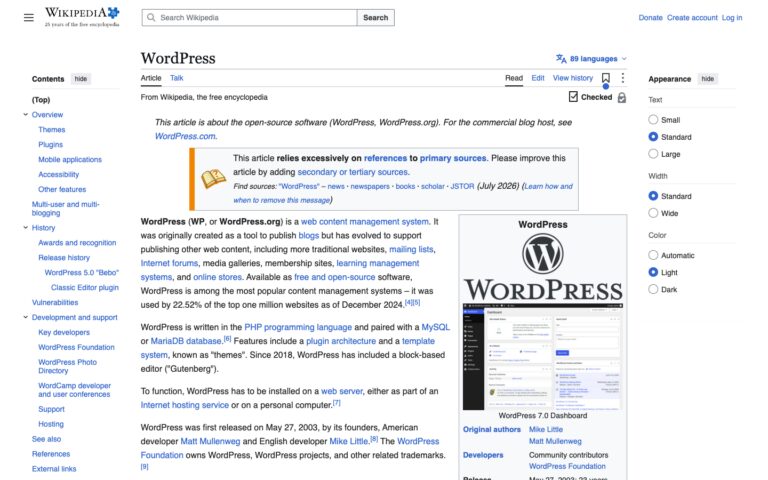 WIKIPEDIA
25 years of the free encyclopedia
Search Wikipedia
Search
Donate
Create account
Log in
Contents
hide
(Top)
Overview
Themes
Plugins
Mobile applications
Accessibility
Other features
Multi-user and multi-
blogging
History
Awards and recognition
Release history
WordPress 5.0 "Bebo"
Classic Editor plugin
Vulnerabilities
Development and support
Key developers
WordPress Foundation
WordPress Photo
Directory
WordCamp developer
and user conferences
Support
Hosting
See also
References
External links
WordPress
89 languages
Article
Talk
Read
Edit
View history
From Wikipedia, the free encyclopedia
Checked
This article is about the open-source software (WordPress, WordPress.org). For the commercial blog host, see
WordPress.com.
This article relies excessively on references to primary sources. Please improve this
article by adding secondary or tertiary sources.
Find sources: "WordPress" – news · newspapers · books · scholar · JSTOR (July 2026) (Learn how and
when to remove this message)
WordPress (WP, or WordPress.org) is a web content management system. It
was originally created as a tool to publish blogs but has evolved to support
publishing other web content, including more traditional websites, mailing lists,
Internet forums, media galleries, membership sites, learning management
systems, and online stores. Available as free and open-source software,
WordPress is among the most popular content management systems – it was
used by 22.52% of the top one million websites as of December 2024.[4][5]
WordPress is written in the PHP programming language and paired with a MySQL
or MariaDB database.[6] Features include a plugin architecture and a template
system, known as "themes". Since 2018, WordPress has included a block-based
editor ("Gutenberg").
To function, WordPress has to be installed on a web server, either as part of an
Internet hosting service or on a personal computer.[7]
WordPress was first released on May 27, 2003, by its founders, American
developer Matt Mullenweg and English developer Mike Little.[8] The WordPress
Foundation owns WordPress, WordPress projects, and other related trademarks.
[9]
WordPress
WORDPRESS
Dashboard
WordPress 7.0 Dashboard
Original authors
Mike Little
Matt Mullenweg
Developers
Community contributors
WordPress Foundation
Appearance
hide
Text
Small
Standard
Large
Width
Standard
Wide
Color
Automatic
Light
Dark